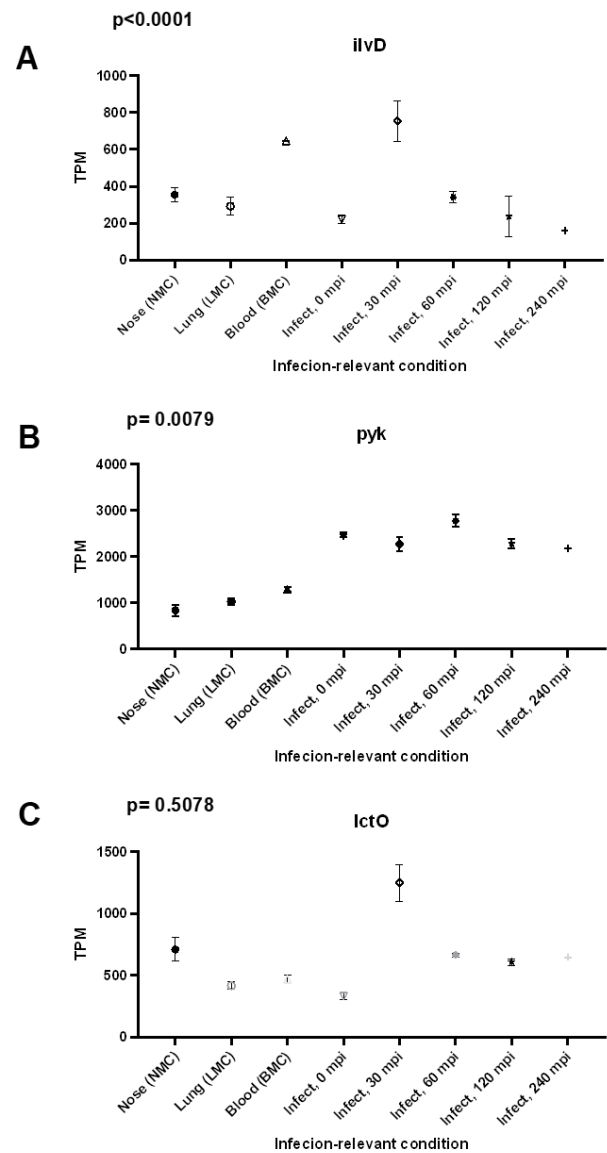 p<0.0001
A
ilvD
1000
800
600
400
200
0
TPM
Nose (NMC)
Lung (LMC)
Blood (BMC)
Infect, 0 mpi
Infect, 30 mpi
Infect, 60 mpi
Infect, 120 mpi
Infect, 240 mpi
Infecion-relevant condition
p= 0.0079
B
pyk
4000
3000
2000
1000
0
TPM
Nose (NMC)
Lung (LMC)
Blood (BMC)
Infect, 0 mpi
Infect, 30 mpi
Infect, 60 mpi
Infect, 120 mpi
Infect, 240 mpi
Infecion-relevant condition
p= 0.5078
C
lctO
1500
1000
500
0
TPM
Nose (NMC)
Lung (LMC)
Blood (BMC)
Infect, 0 mpi
Infect, 30 mpi
Infect, 60 mpi
Infect, 120 mpi
Infect, 240 mpi
Infecion-relevant condition